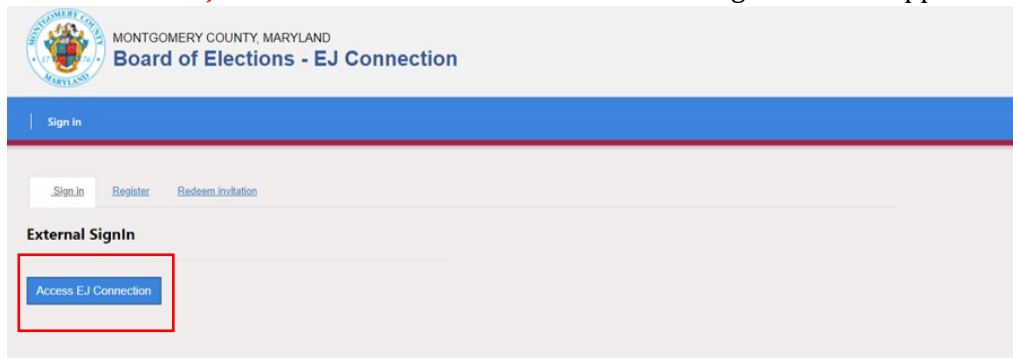 MONTGOMERY COUNTY, MARYLAND
Board of Elections - EJ Connection
Sign in
Sign in Register Redeem invitation
External SignIn
Access EJ Connection